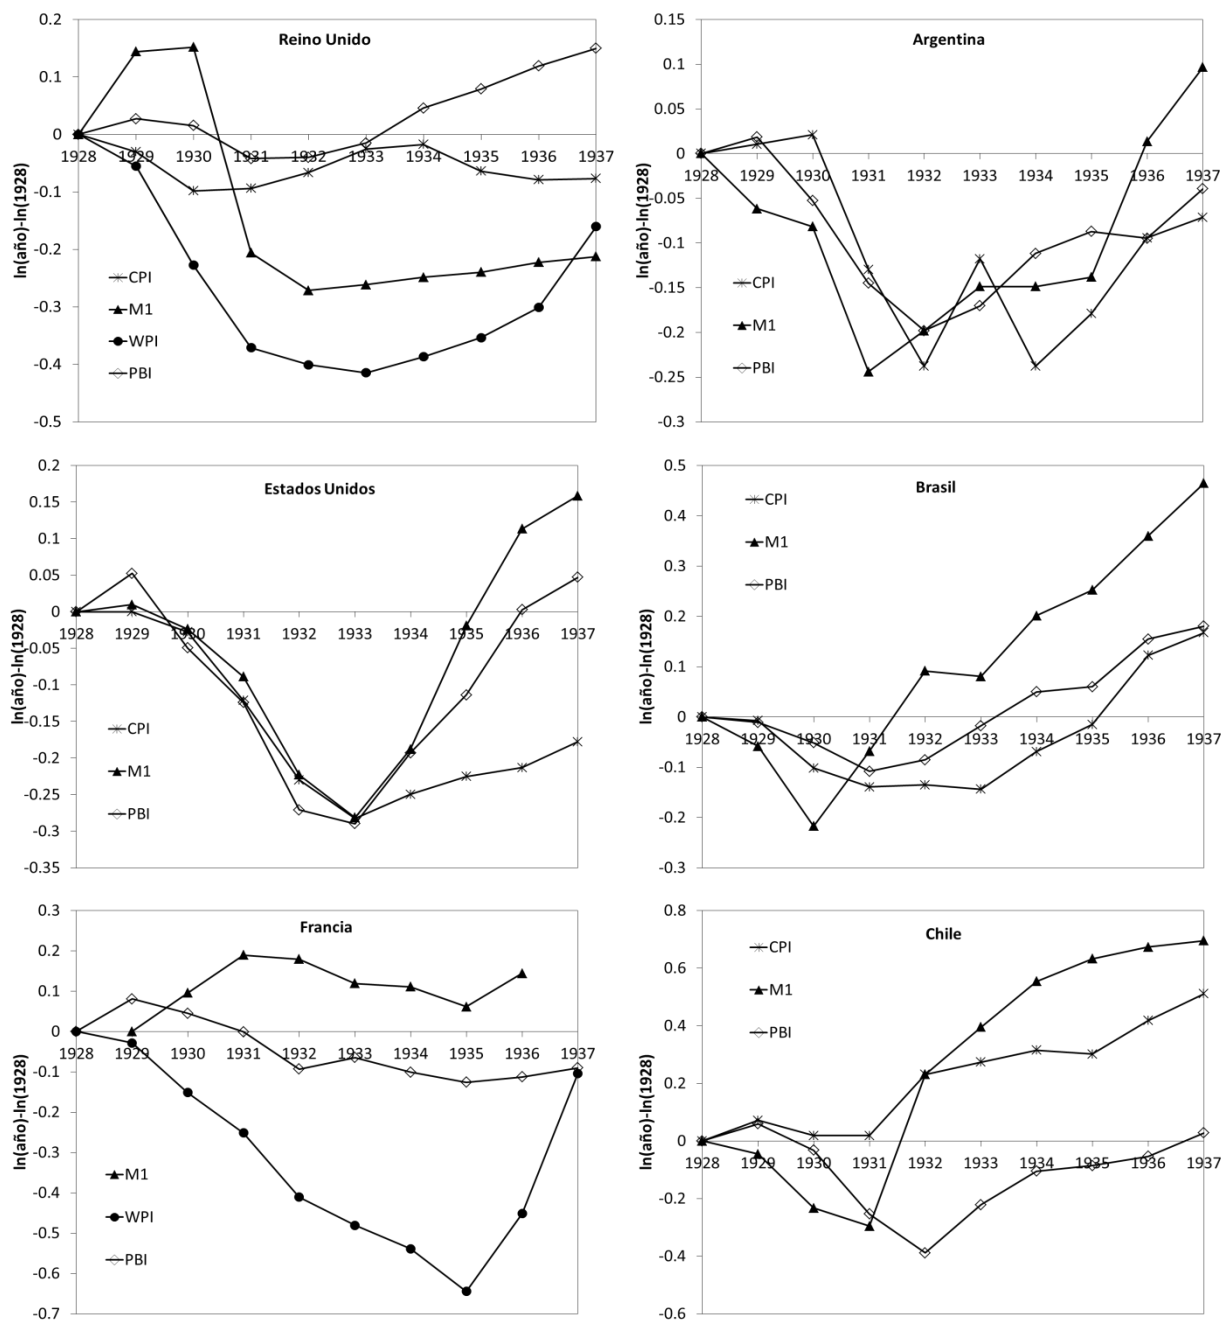 Reino Unido
ln(año)-ln(1928)
0.2
0.1
0
-0.1
-0.2
-0.3
-0.4
-0.5
1928 1929 1930 1931 1932 1933 1934 1935 1936 1937
CPI
M1
WPI
PBI
Argentina
ln(año)-ln(1928)
0.15
0.1
0.05
0
-0.05
-0.1
-0.15
-0.2
-0.25
-0.3
1928 1929 1930 1931 1932 1933 1934 1935 1936 1937
CPI
M1
PBI
Estados Unidos
ln(año)-ln(1928)
0.2
0.15
0.1
0.05
0
-0.05
-0.1
-0.15
-0.2
-0.25
-0.3
-0.35
1928 1929 1930 1931 1932 1933 1934 1935 1936 1937
CPI
M1
PBI
Brasil
ln(año)-ln(1928)
0.5
0.4
0.3
0.2
0.1
0
-0.1
-0.2
-0.3
1928 1929 1930 1931 1932 1933 1934 1935 1936 1937
CPI
M1
PBI
Francia
ln(año)-ln(1928)
0.3
0.2
0.1
0
-0.1
-0.2
-0.3
-0.4
-0.5
-0.6
-0.7
1928 1929 1930 1931 1932 1933 1934 1935 1936 1937
M1
WPI
PBI
Chile
ln(año)-ln(1928)
0.8
0.6
0.4
0.2
0
-0.2
-0.4
-0.6
1928 1929 1930 1931 1932 1933 1934 1935 1936 1937
CPI
M1
PBI